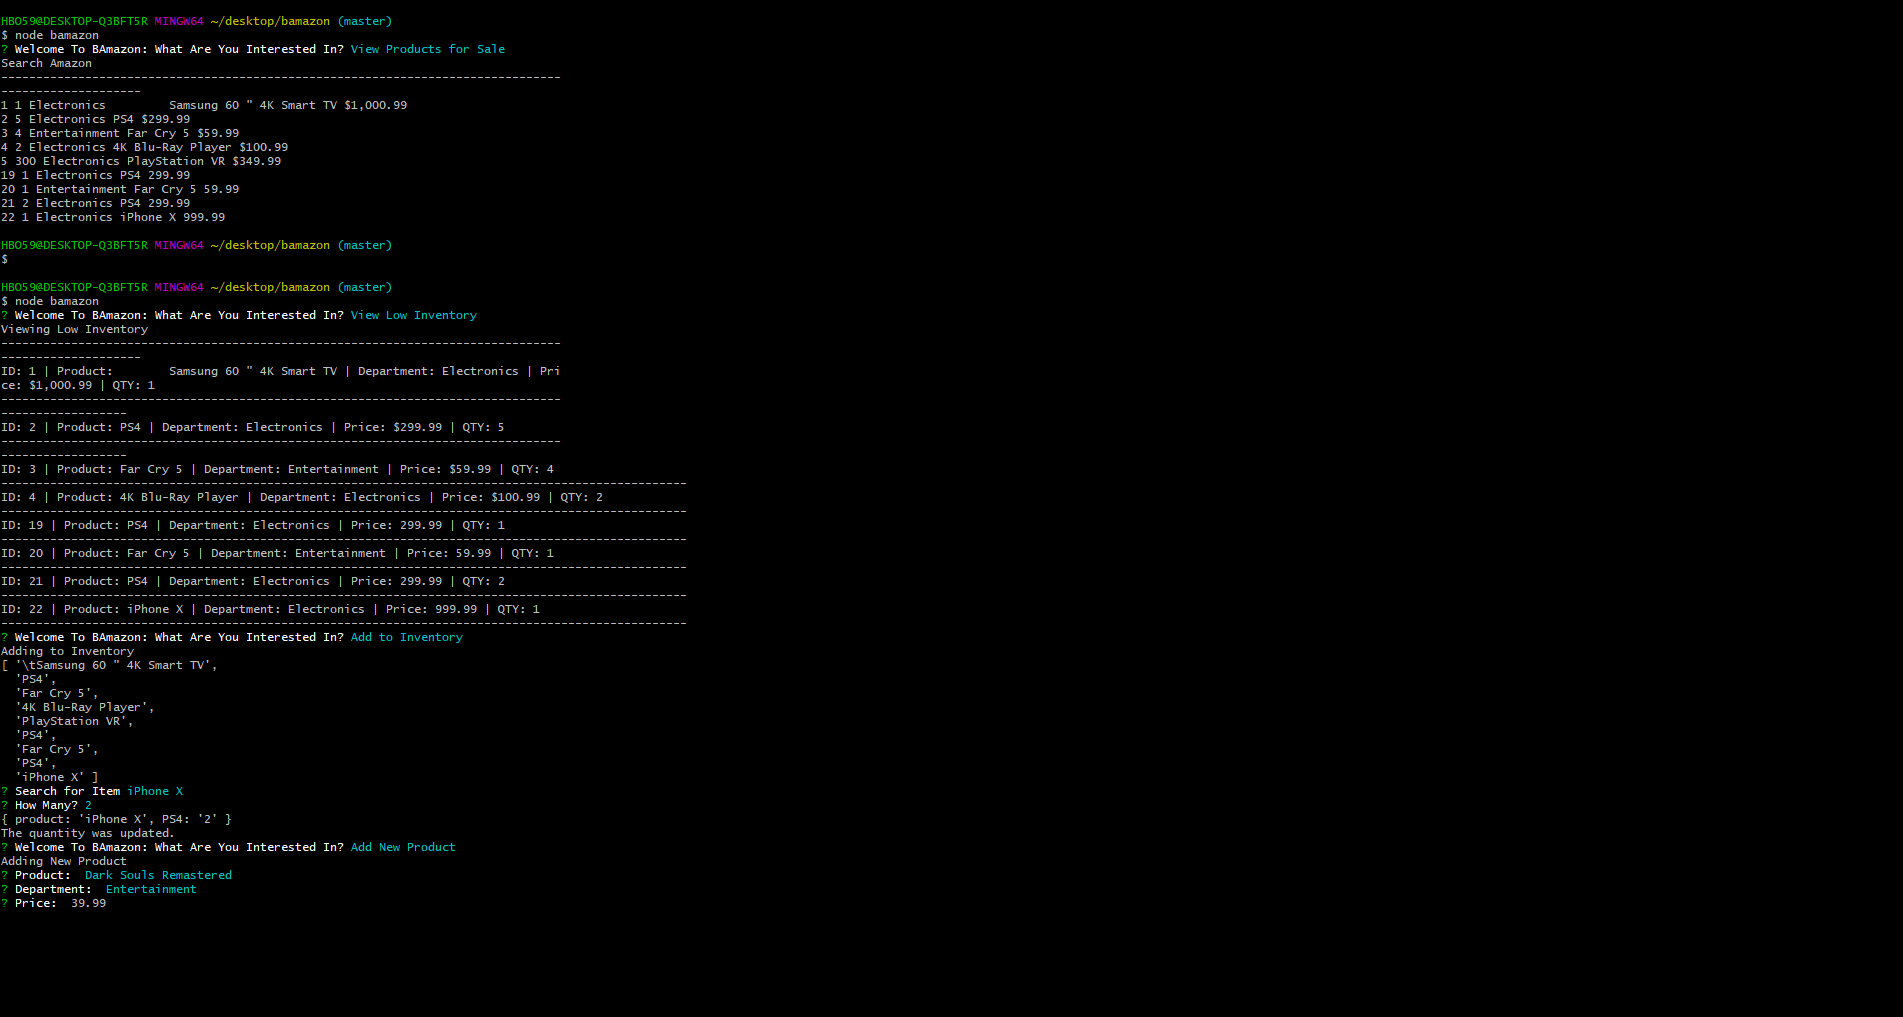 HBO59@DESKTOP-Q3BFT5R MINGW64 ~/desktop/bamazon (master)
$ node bamazon
? Welcome To BAmazon: What Are You Interested In? View Products for Sale
Search Amazon
--------------------------------------------------------------------------------
--------------------
1 1 Electronics         Samsung 60 " 4K Smart TV $1,000.99
2 5 Electronics PS4 $299.99
3 4 Entertainment Far Cry 5 $59.99
4 2 Electronics 4K Blu-Ray Player $100.99
5 300 Electronics PlayStation VR $349.99
19 1 Electronics PS4 299.99
20 1 Entertainment Far Cry 5 59.99
21 2 Electronics PS4 299.99
22 1 Electronics iPhone X 999.99
HBO59@DESKTOP-Q3BFT5R MINGW64 ~/desktop/bamazon (master)
$
HBO59@DESKTOP-Q3BFT5R MINGW64 ~/desktop/bamazon (master)
$ node bamazon
? Welcome To BAmazon: What Are You Interested In? View Low Inventory
Viewing Low Inventory
--------------------------------------------------------------------------------
--------------------
ID: 1 | Product:        Samsung 60 " 4K Smart TV | Department: Electronics | Pri
ce: $1,000.99 | QTY: 1
--------------------------------------------------------------------------------
------------------
ID: 2 | Product: PS4 | Department: Electronics | Price: $299.99 | QTY: 5
--------------------------------------------------------------------------------
------------------
ID: 3 | Product: Far Cry 5 | Department: Entertainment | Price: $59.99 | QTY: 4
--------------------------------------------------------------------------------------------------
ID: 4 | Product: 4K Blu-Ray Player | Department: Electronics | Price: $100.99 | QTY: 2
--------------------------------------------------------------------------------------------------
ID: 19 | Product: PS4 | Department: Electronics | Price: 299.99 | QTY: 1
--------------------------------------------------------------------------------------------------
ID: 20 | Product: Far Cry 5 | Department: Entertainment | Price: 59.99 | QTY: 1
--------------------------------------------------------------------------------------------------
ID: 21 | Product: PS4 | Department: Electronics | Price: 299.99 | QTY: 2
--------------------------------------------------------------------------------------------------
ID: 22 | Product: iPhone X | Department: Electronics | Price: 999.99 | QTY: 1
--------------------------------------------------------------------------------------------------
? Welcome To BAmazon: What Are You Interested In? Add to Inventory
Adding to Inventory
[ '\tSamsung 60 " 4K Smart TV',
  'PS4',
  'Far Cry 5',
  '4K Blu-Ray Player',
  'PlayStation VR',
  'PS4',
  'Far Cry 5',
  'PS4',
  'iPhone X' ]
? Search for Item iPhone X
? How Many? 2
{ product: 'iPhone X', PS4: '2' }
The quantity was updated.
? Welcome To BAmazon: What Are You Interested In? Add New Product
Adding New Product
? Product:  Dark Souls Remastered
? Department:  Entertainment
? Price:  39.99